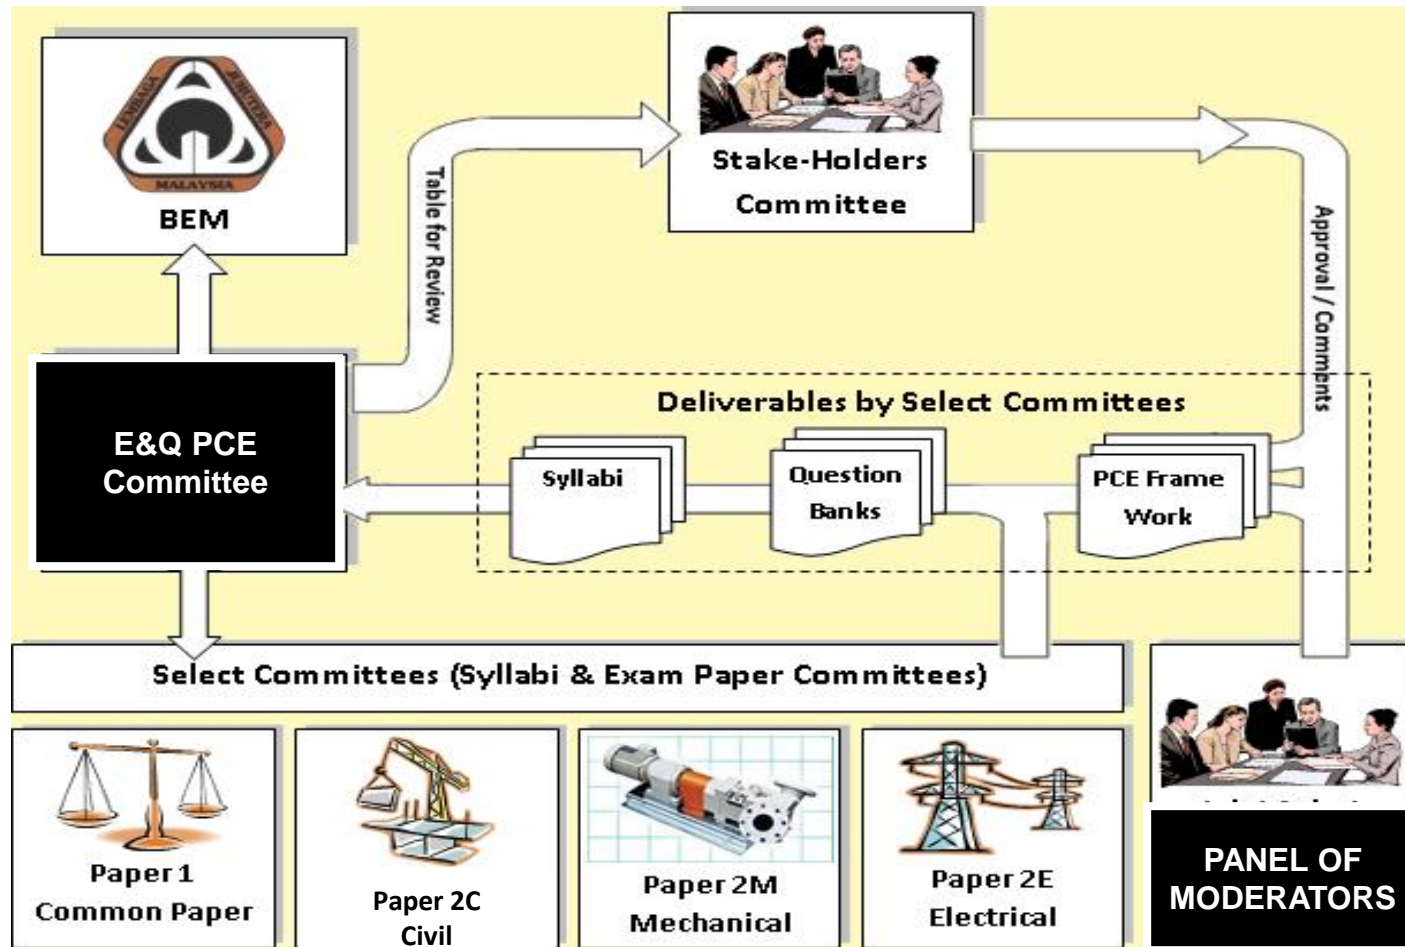 LEMBAGA
JURUTERA
MALAYSIA
BEM
Table for Review
Stake-Holders
Committee
Approval / Comments
E&Q PCE
Committee
Deliverables by Select Committees
Syllabi
Question
Banks
PCE Frame
Work
Select Committees (Syllabi & Exam Paper Committees)
Paper 1
Common Paper
Paper 2C
Civil
Paper 2M
Mechanical
Paper 2E
Electrical
PANEL OF
MODERATORS